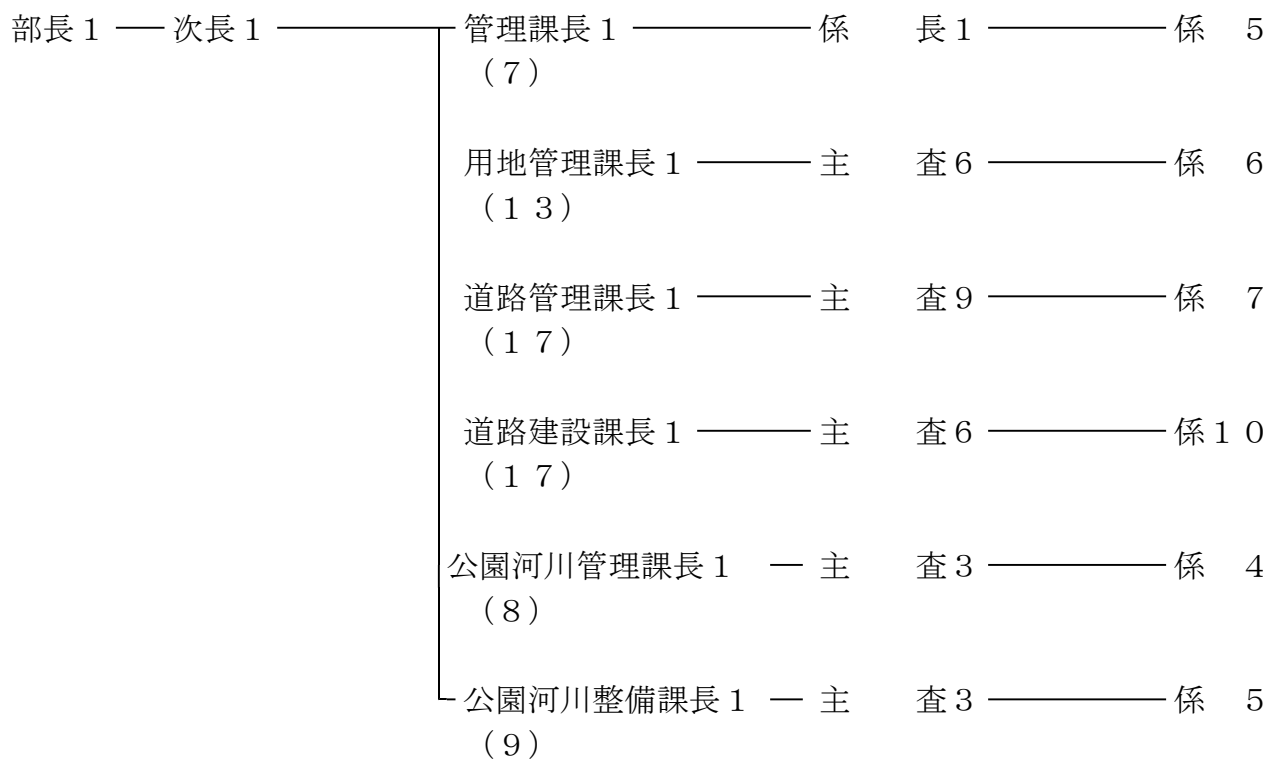 部長１ 次長１ 管理課長１ 係 長１ 係 ５
（７）
用地管理課長１ 主 査６ 係 ６
（１３）
道路管理課長１ 主 査９ 係 ７
（１７）
道路建設課長１ 主 査６ 係１０
（１７）
公園河川管理課長１ 主 査３ 係 ４
（８）
公園河川整備課長１ 主 査３ 係 ５
（９）